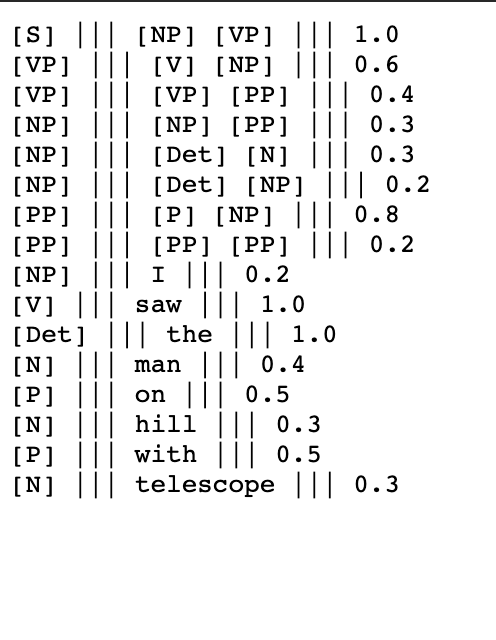 [S] ||| [NP] [VP] ||| 1.0
[VP] ||| [V] [NP] ||| 0.6
[VP] ||| [VP] [PP] ||| 0.4
[NP] ||| [NP] [PP] ||| 0.3
[NP] ||| [Det] [N] ||| 0.3
[NP] ||| [Det] [NP] ||| 0.2
[PP] ||| [P] [NP] ||| 0.8
[PP] ||| [PP] [PP] ||| 0.2
[NP] ||| I ||| 0.2
[V] ||| saw ||| 1.0
[Det] ||| the ||| 1.0
[N] ||| man ||| 0.4
[P] ||| on ||| 0.5
[N] ||| hill ||| 0.3
[P] ||| with ||| 0.5
[N] ||| telescope ||| 0.3